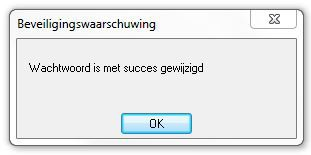 Beveiligingswaarschuwing
Wachtwoord is met succes gewijzigd
OK